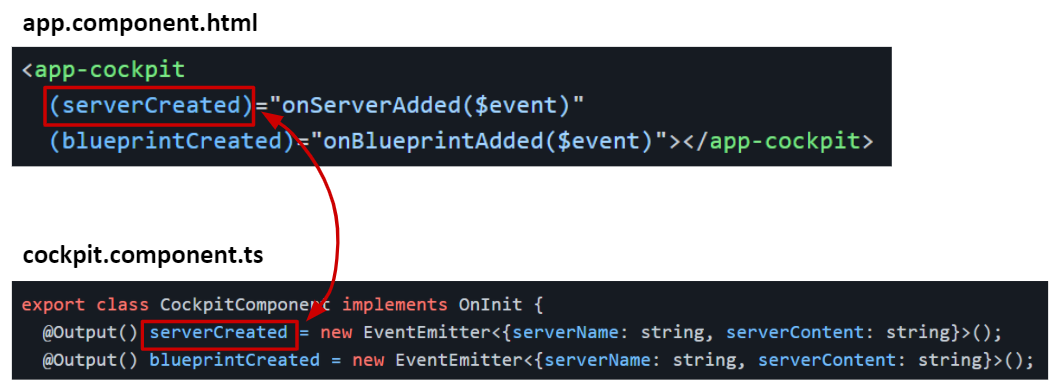 app.component.html
<app-cockpit
(serverCreated)="onServerAdded($event)"
(blueprintCreated)="onBlueprintAdded($event)"></app-cockpit>
cockpit.component.ts
export class CockpitComponent implements OnInit {
@Output() serverCreated = new EventEmitter<{serverName: string, serverContent: string}>();
@Output() blueprintCreated = new EventEmitter<{serverName: string, serverContent: string}>();